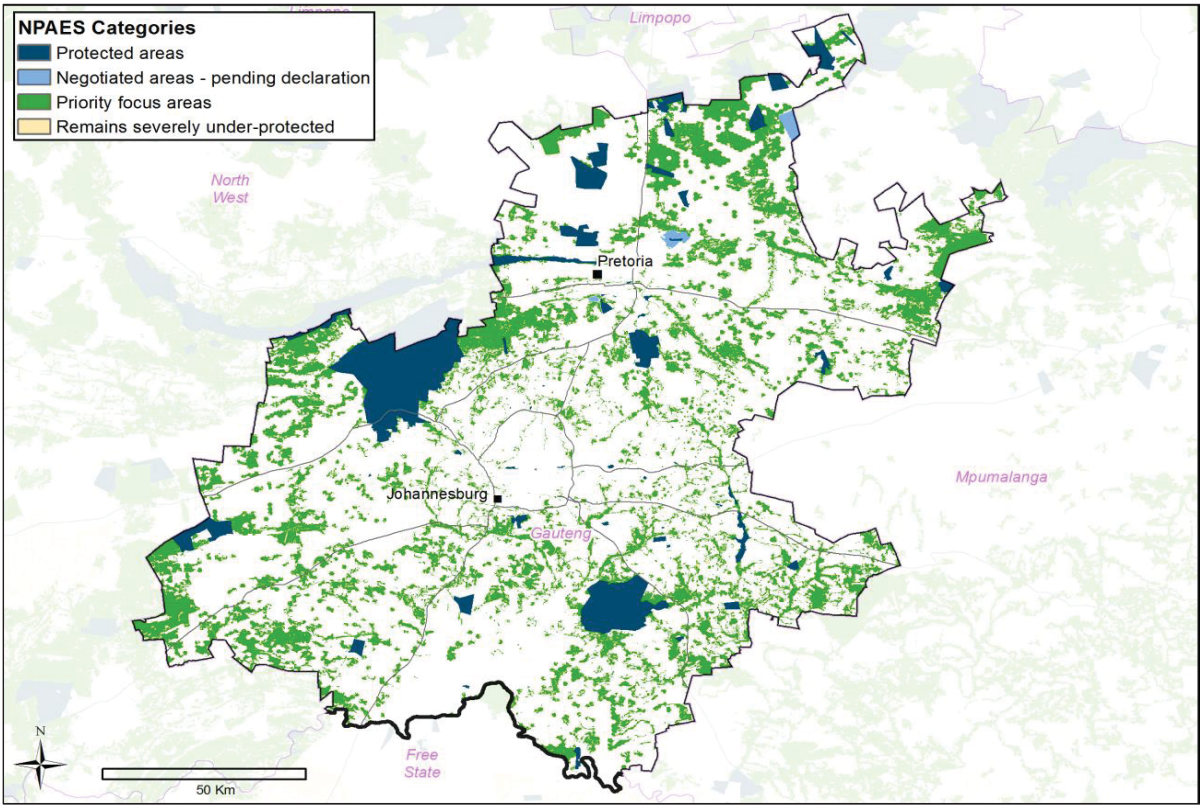 Limpopo
Limpopo
NPAES Categories
Protected areas
Negotiated areas - pending declaration
Priority focus areas
Remains severely under-protected
North
West
Pretoria
Mpumalanga
Johannesburg
Gauteng
N
50 Km
Free
State